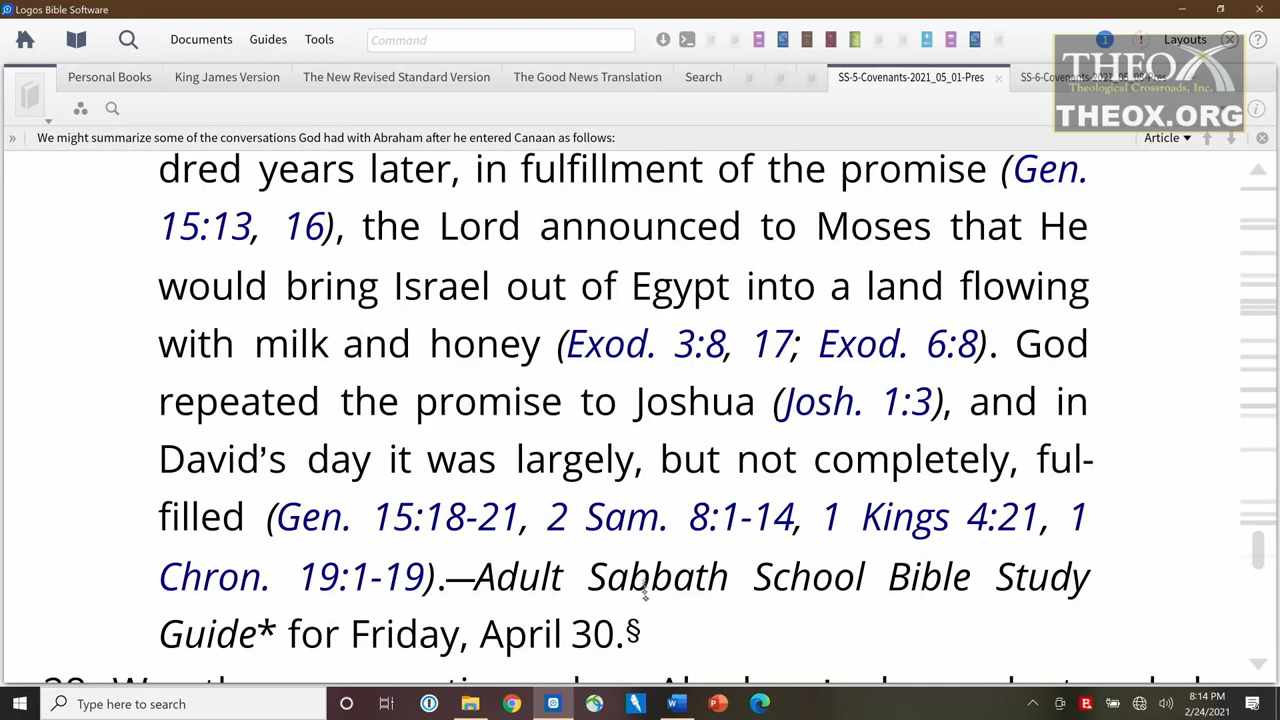 Logos Bible Software
Documents Guides Tools Command Layouts
Personal Books King James Version The New Revised Standard Version The Good News Translation Search SS-5-Covenants-2021_05_01-Pres
THEOX
Theological Crossroads, Inc.
THEOX.ORG
We might summarize some of the conversations God had with Abraham after he entered Canaan as follows: Article
dred years later, in fulfillment of the promise (Gen.
15:13, 16), the Lord announced to Moses that He
would bring Israel out of Egypt into a land flowing
with milk and honey (Exod. 3:8, 17; Exod. 6:8). God
repeated the promise to Joshua (Josh. 1:3), and in
David's day it was largely, but not completely, ful-
filled (Gen. 15:18-21, 2 Sam. 8:1-14, 1 Kings 4:21, 1
Chron. 19:1-19).—Adult Sabbath School Bible Study
Guide* for Friday, April 30.§
Type here to search
8:14 PM
2/24/2021